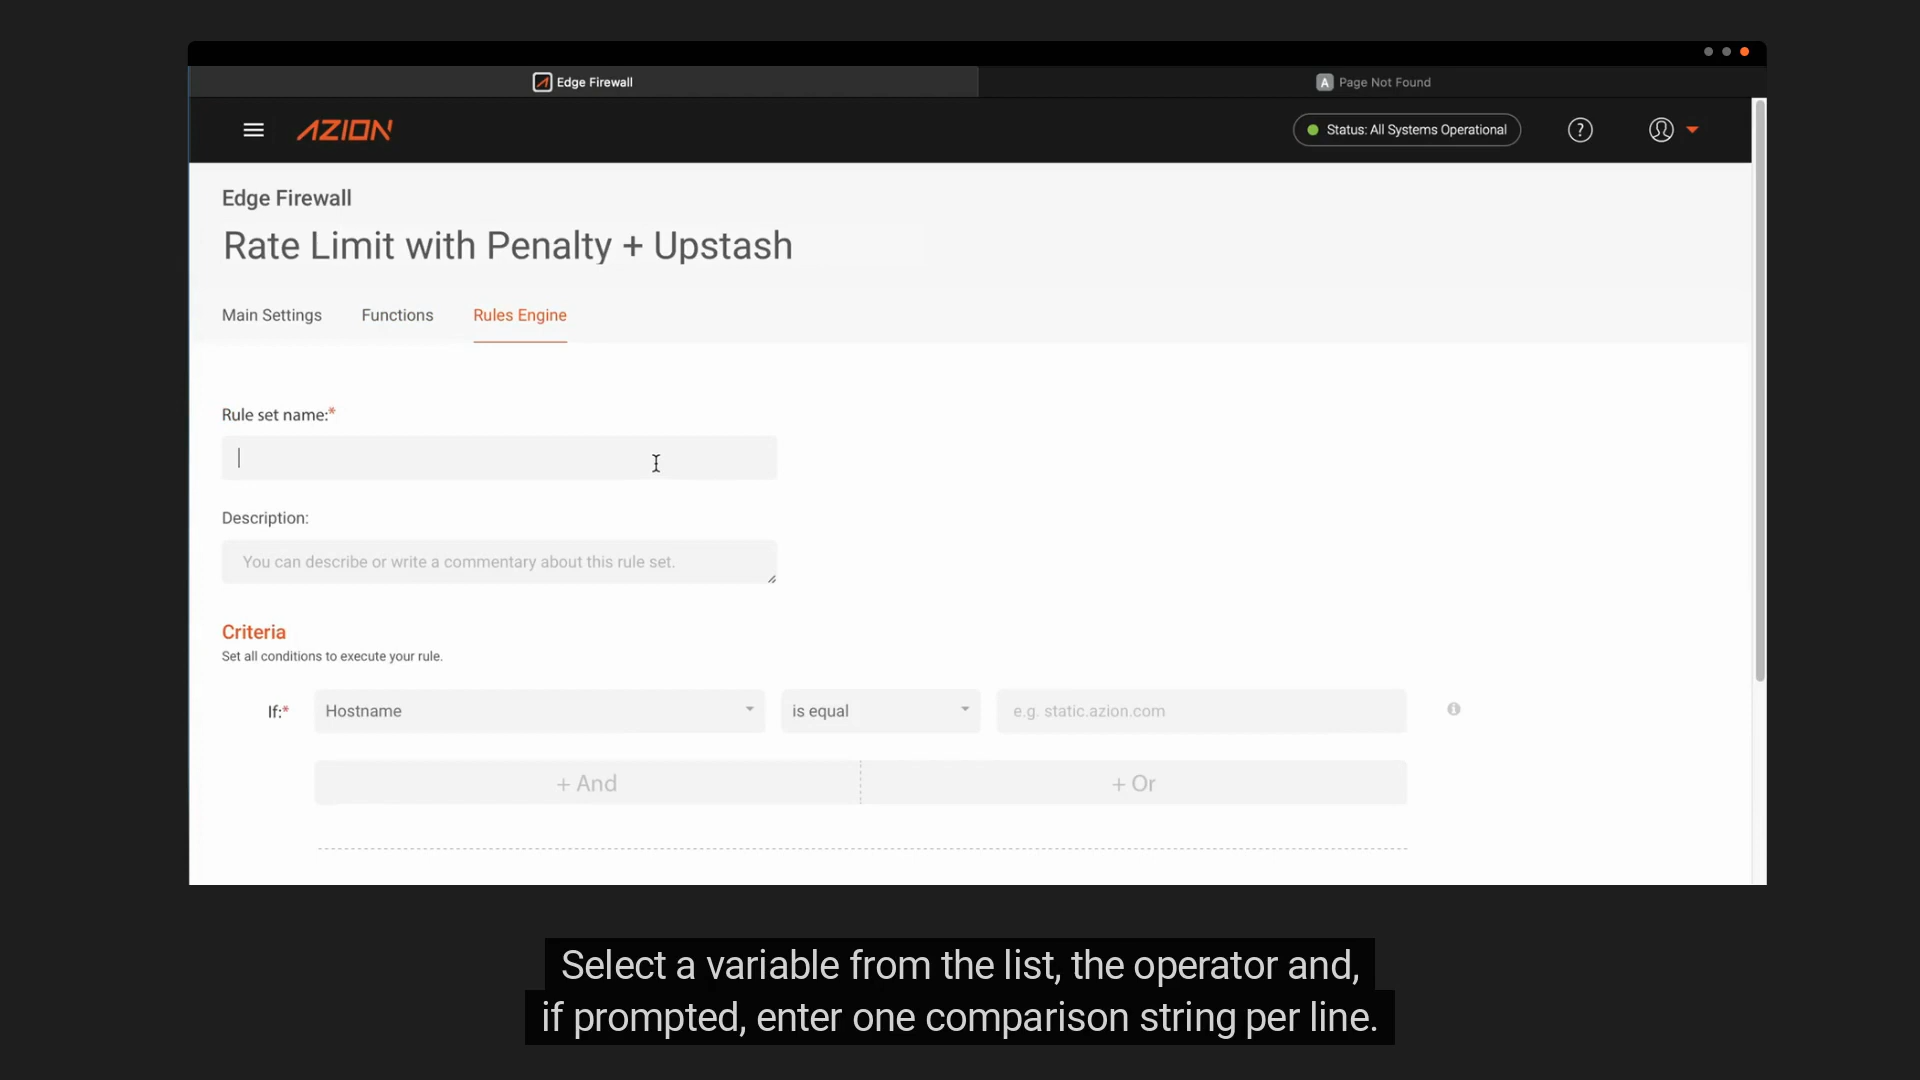 Edge Firewall
A Page Not Found
AZION
Status: All Systems Operational
?
Edge Firewall
Rate Limit with Penalty + Upstash
Main Settings Functions Rules Engine
Rule set name:*
Description:
You can describe or write a commentary about this rule set.
Criteria
Set all conditions to execute your rule.
If:* Hostname is equal e.g. static.azion.com
+ And + Or
Select a variable from the list, the operator and,
if prompted, enter one comparison string per line.